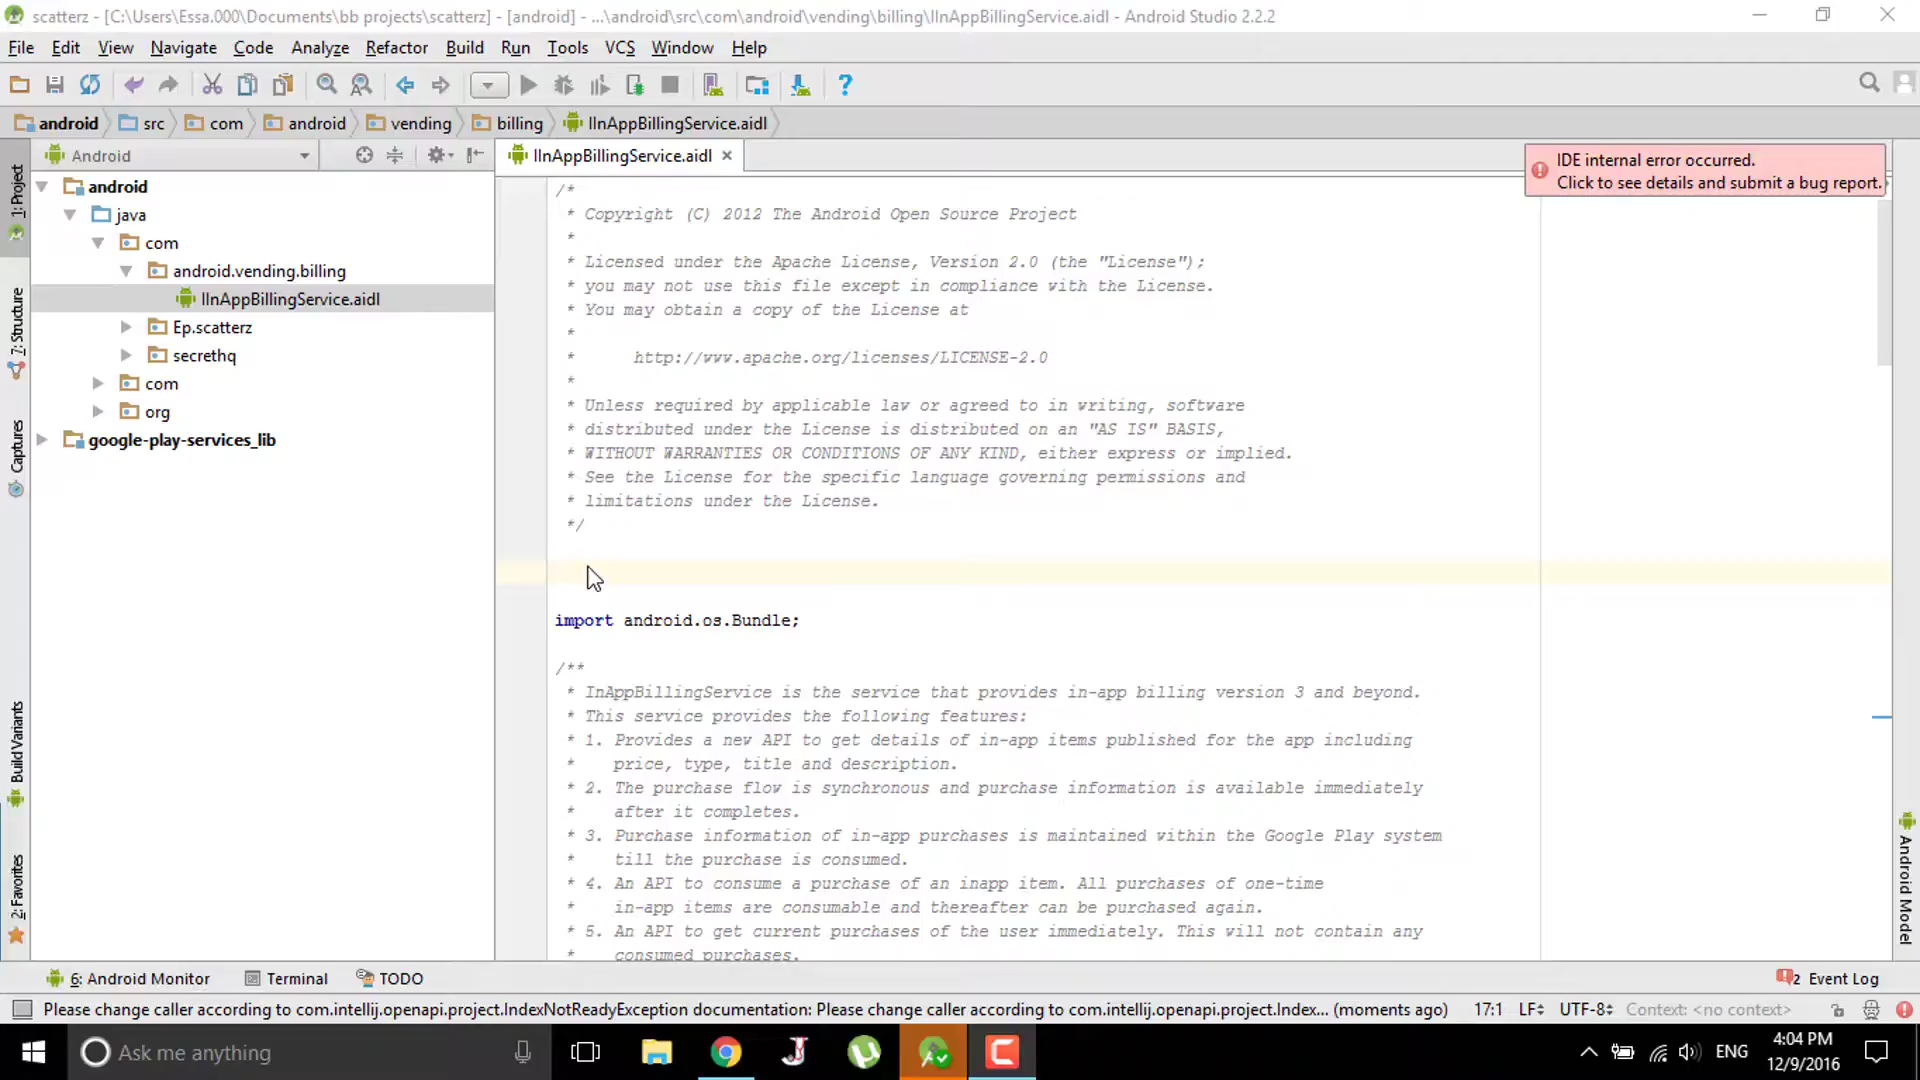 scatterz - [C:\Users\Essa.000\Documents\bb projects\scatterz] - [android] - ...\android\src\com\android\vending\billing\IInAppBillingService.aidl - Android Studio 2.2.2
File Edit View Navigate Code Analyze Refactor Build Run Tools VCS Window Help
android src com android vending billing IInAppBillingService.aidl
Android
IInAppBillingService.aidl
IDE internal error occurred.
Click to see details and submit a bug report.
1: Project
7: Structure
Captures
Build Variants
2: Favorites
android
java
com
android.vending.billing
IInAppBillingService.aidl
Ep.scatterz
secrethq
com
org
google-play-services_lib
/*
* Copyright (C) 2012 The Android Open Source Project
*
* Licensed under the Apache License, Version 2.0 (the "License");
* you may not use this file except in compliance with the License.
* You may obtain a copy of the License at
*
* http://www.apache.org/licenses/LICENSE-2.0
*
* Unless required by applicable law or agreed to in writing, software
* distributed under the License is distributed on an "AS IS" BASIS,
* WITHOUT WARRANTIES OR CONDITIONS OF ANY KIND, either express or implied.
* See the License for the specific language governing permissions and
* limitations under the License.
*/
import android.os.Bundle;
/**
* InAppBillingService is the service that provides in-app billing version 3 and beyond.
* This service provides the following features:
* 1. Provides a new API to get details of in-app items published for the app including
* price, type, title and description.
* 2. The purchase flow is synchronous and purchase information is available immediately
* after it completes.
* 3. Purchase information of in-app purchases is maintained within the Google Play system
* till the purchase is consumed.
* 4. An API to consume a purchase of an inapp item. All purchases of one-time
* in-app items are consumable and thereafter can be purchased again.
* 5. An API to get current purchases of the user immediately. This will not contain any
* consumed purchases.
Android Model
6: Android Monitor Terminal TODO
2 Event Log
Please change caller according to com.intellij.openapi.project.IndexNotReadyException documentation: Please change caller according to com.intellij.openapi.project.Index... (moments ago)
17:1 LF UTF-8 Context: <no context>
Ask me anything
ENG
4:04 PM
12/9/2016